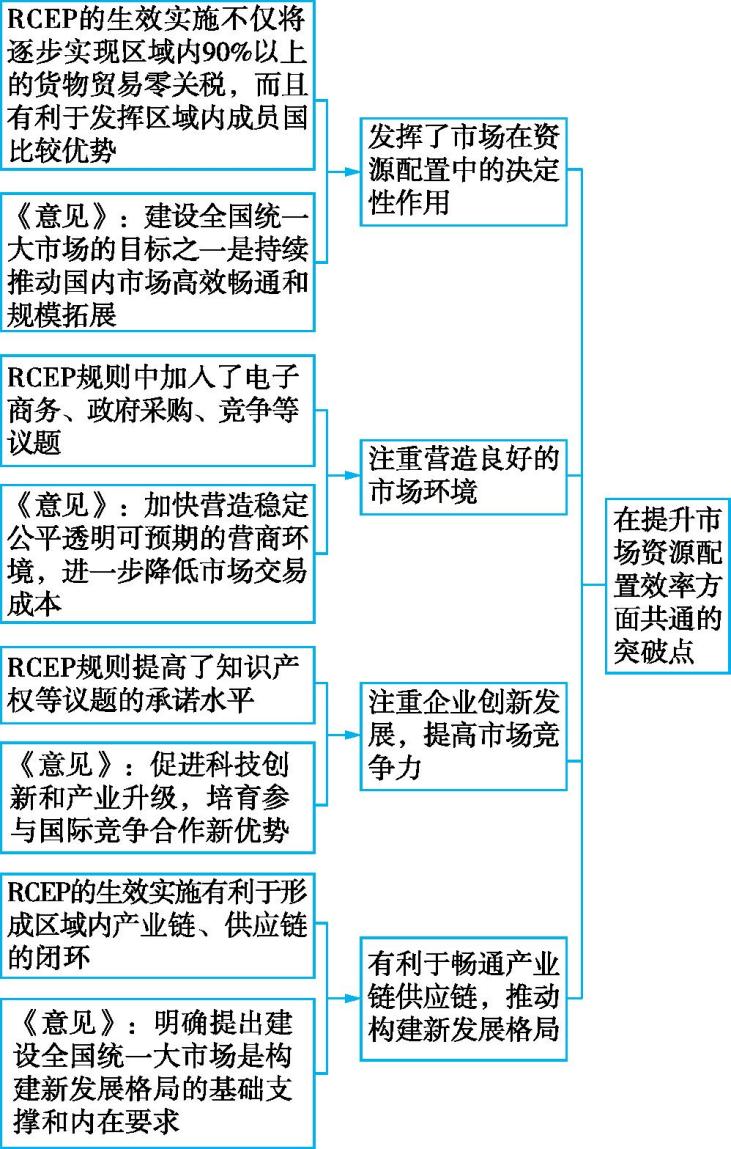 RCEP的生效实施不仅将
逐步实现区域内90%以上
的货物贸易零关税，而且
有利于发挥区域内成员国
比较优势
《意见》：建设全国统一
大市场的目标之一是持续
推动国内市场高效畅通和
规模拓展
发挥了市场在资
源配置中的决定
性作用
RCEP规则中加入了电子
商务、政府采购、竞争等
议题
《意见》：加快营造稳定
公平透明可预期的营商环
境，进一步降低市场交易
成本
注重营造良好的
市场环境
RCEP规则提高了知识产
权等议题的承诺水平
《意见》：促进科技创
新和产业升级，培育参
与国际竞争合作新优势
注重企业创新发
展，提高市场竞
争力
RCEP的生效实施有利于形
成区域内产业链、供应链
的闭环
《意见》：明确提出建
设全国统一大市场是构
建新发展格局的基础支
撑和内在要求
有利于畅通产业
链供应链，推动
构建新发展格局
在提升市
场资源配
置效率方
面共通的
突破点